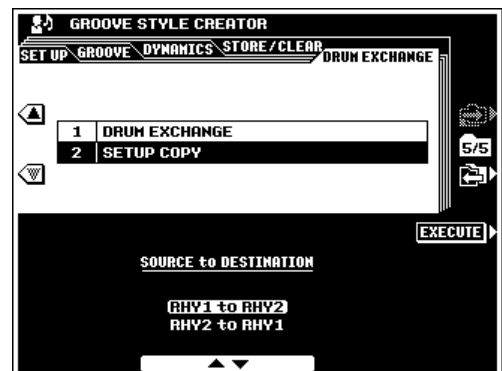 GROOVE STYLE CREATOR
SET UP GROOVE DYNAMICS STORE/CLEAR DRUM EXCHANGE
1 DRUM EXCHANGE
2 SETUP COPY
5/5
EXECUTE
SOURCE to DESTINATION
RHY1 to RHY2
RHY2 to RHY1